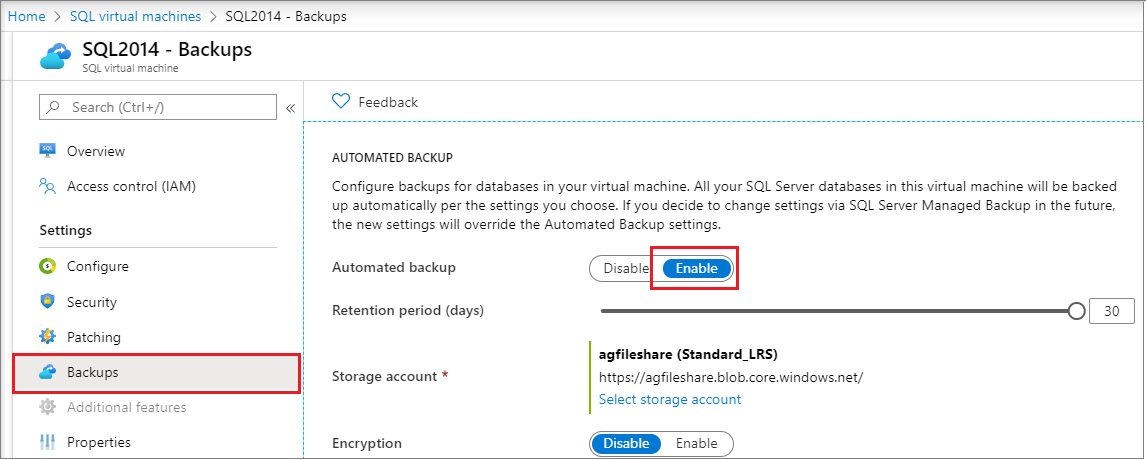 Home > SQL virtual machines > SQL2014 - Backups
SQL2014 - Backups
SQL virtual machine
Search (Ctrl+/)
«
Feedback
Overview
Access control (IAM)
Settings
Configure
Security
Patching
Backups
Additional features
Properties
AUTOMATED BACKUP
Configure backups for databases in your virtual machine. All your SQL Server databases in this virtual machine will be backed
up automatically per the settings you choose. If you decide to change settings via SQL Server Managed Backup in the future,
the new settings will override the Automated Backup settings.
Automated backup Disable Enable
Retention period (days) 30
Storage account * agfileshare (Standard_LRS)
https://agfileshare.blob.core.windows.net/
Select storage account
Encryption Disable Enable